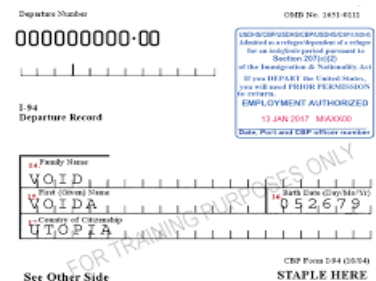 Departure Number
OMB No. 1651-0111
000000000-00
USDHS/CBP/USDHS/CBP/USDHS/CBP/USDHS
Admitted as a refugee/dependent of a refugee
for an indefinite period pursuant to
Section 207(c)(2)
of the Immigration & Nationality Act
If you DEPART the United States,
you will need PRIOR PERMISSION
to return.
EMPLOYMENT AUTHORIZED
13 JAN 2017 MIAXX00
Date, Port and CBP officer number
I-94
Departure Record
14. Family Name
VOID
15. First (Given) Name
16. Birth Date (Day/Mo/Yr)
VOIDA
052679
17. Country of Citizenship
UTOPIA
FOR TRAINING PURPOSES ONLY
CBP Form I-94 (10/04)
See Other Side
STAPLE HERE